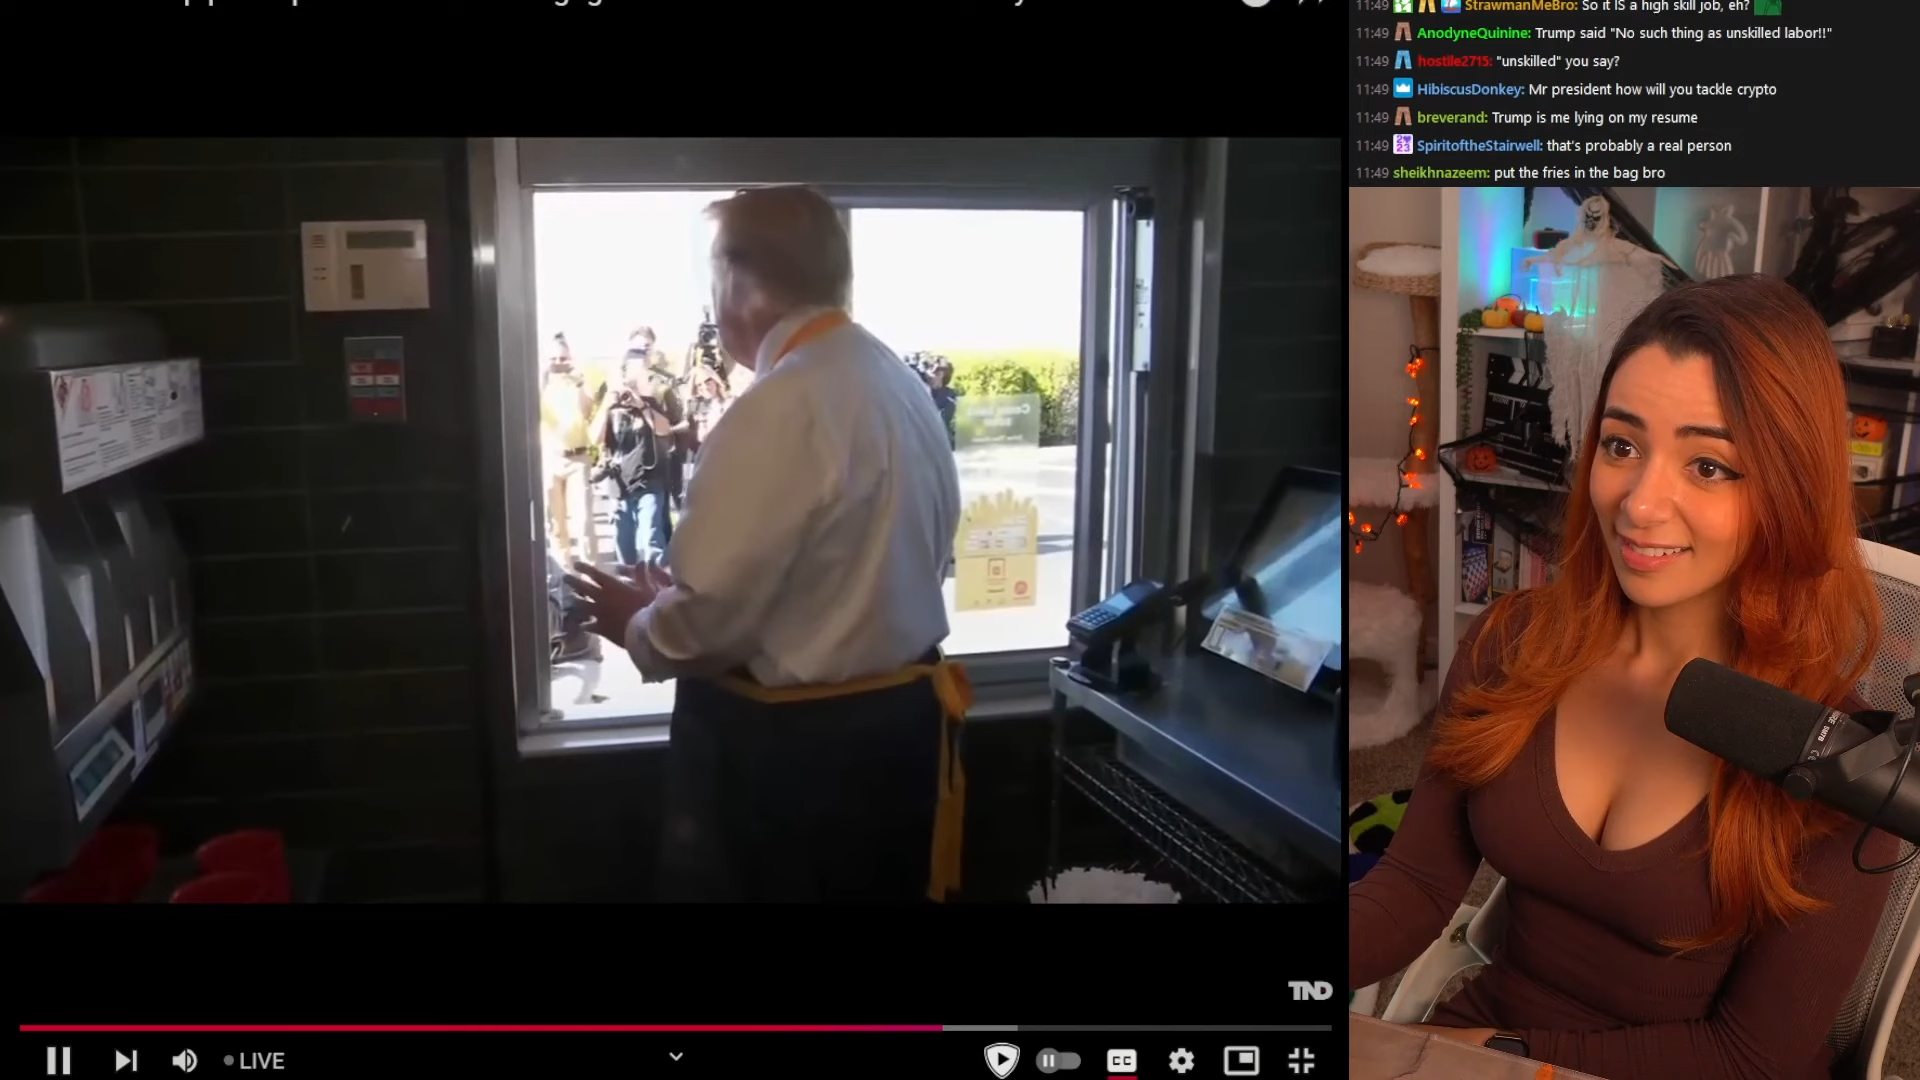 11:49 StrawmanMeBro: So it IS a high skill job, eh?
11:49 AnodyneQuinine: Trump said "No such thing as unskilled labor!!"
11:49 hostile2715: "unskilled" you say?
11:49 HibiscusDonkey: Mr president how will you tackle crypto
11:49 breverand: Trump is me lying on my resume
11:49 SpiritoftheStairwell: that's probably a real person
11:49 sheikhnazeem: put the fries in the bag bro
TND
LIVE
CC